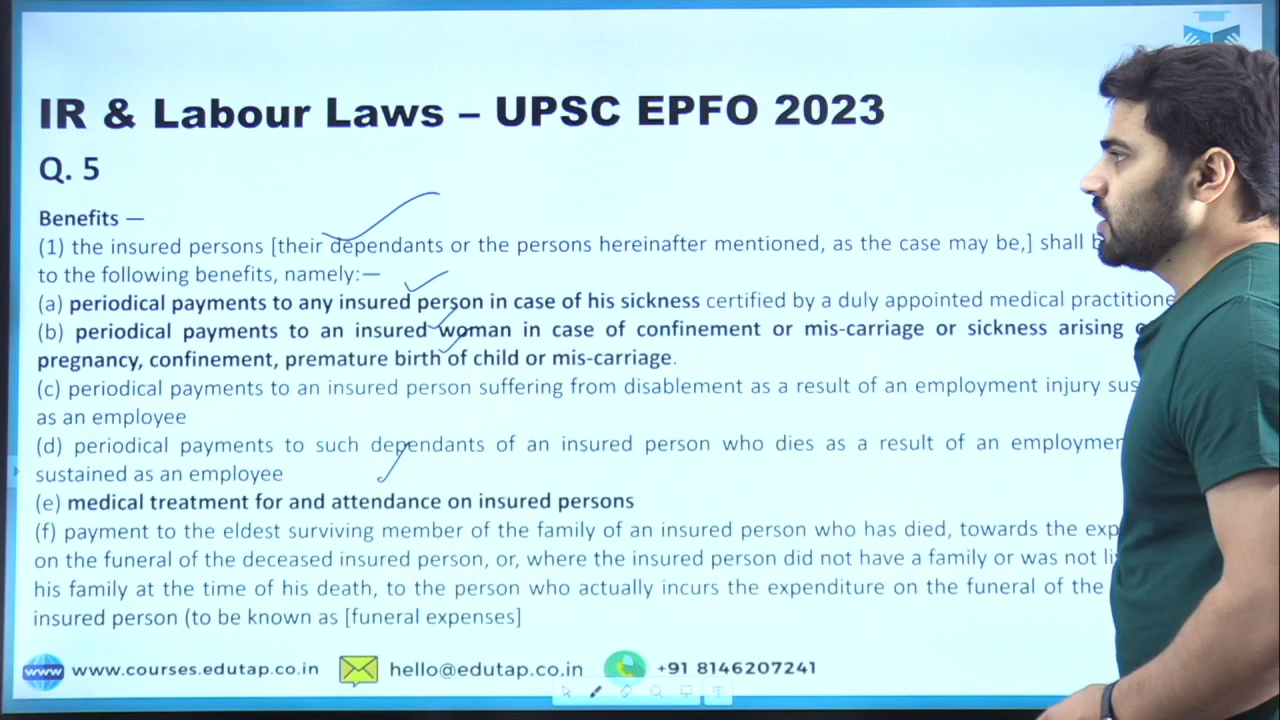 IR & Labour Laws – UPSC EPFO 2023
Q. 5
Benefits —
(1) the insured persons [their dependants or the persons hereinafter mentioned, as the case may be,] shall
to the following benefits, namely:—
(a) periodical payments to any insured person in case of his sickness certified by a duly appointed medical
(b) periodical payments to an insured woman in case of confinement or mis-carriage or sickness arising
pregnancy, confinement, premature birth of child or mis-carriage.
(c) periodical payments to an insured person suffering from disablement as a result of an employment injury
as an employee
(d) periodical payments to such dependants of an insured person who dies as a result of an
sustained as an employee
(e) medical treatment for and attendance on insured persons
(f) payment to the eldest surviving member of the family of an insured person who has died, towards the
on the funeral of the deceased insured person, or, where the insured person did not have a family or was not
his family at the time of his death, to the person who actually incurs the expenditure on the funeral of the
insured person (to be known as [funeral expenses]
www www.courses.edutap.co.in hello@edutap.co.in +91 8146207241